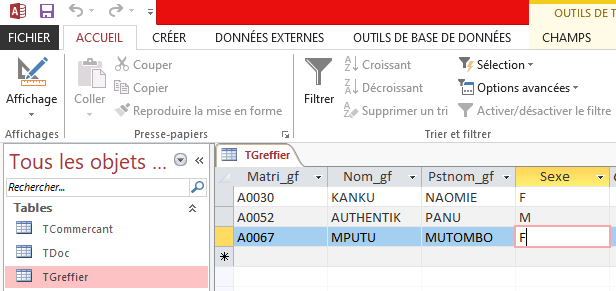 OUTILS DE T
FICHIER ACCUEIL CRÉER DONNÉES EXTERNES OUTILS DE BASE DE DONNÉES CHAMPS
Affichage
Affichages
Coller
Couper
Copier
Reproduire la mise en forme
Presse-papiers
Filtrer
Croissant
Décroissant
Supprimer un tri
Sélection
Options avancées
Activer/désactiver le filtre
Trier et filtrer
Tous les objets ...
Rechercher...
Tables
TCommercant
TDoc
TGreffier
TGreffier
Matri_gf Nom_gf Pstnom_gf Sexe
A0030 KANKU NAOMIE F
A0052 AUTHENTIK PANU M
A0067 MPUTU MUTOMBO F